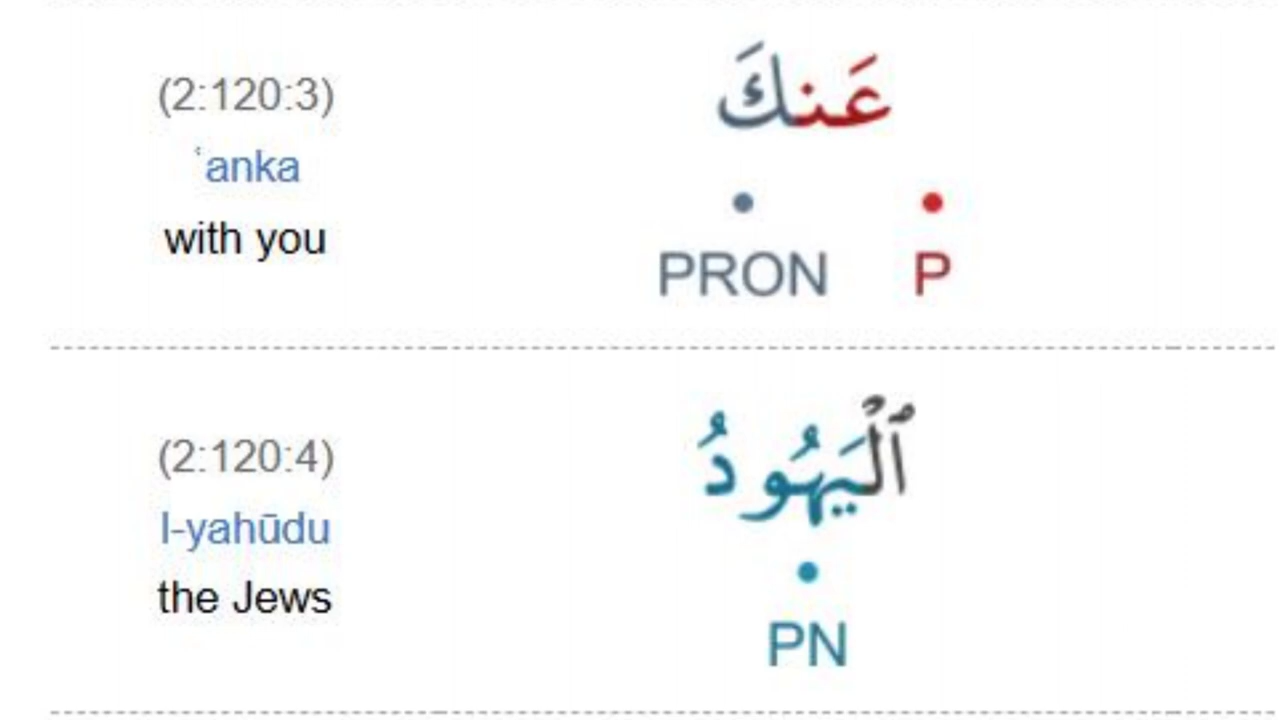 (2:120:3)
ʿanka
with you
عَنكَ
PRON P
(2:120:4)
l-yahūdu
the Jews
ٱلْيَهُودُ
PN